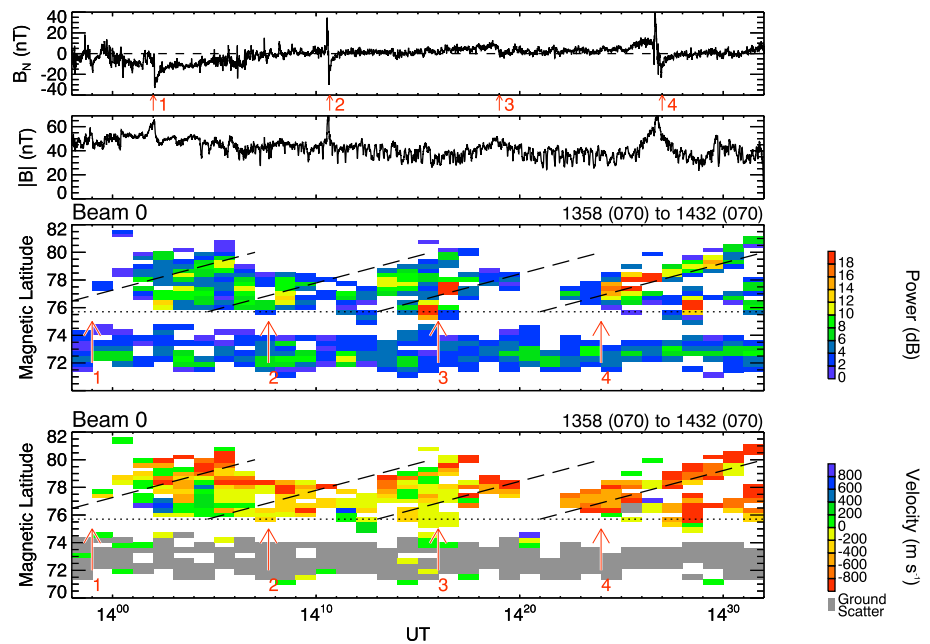 B_N (nT)
40
20
0
-20
-40
↑1 ↑2 ↑3 ↑4
|B| (nT)
60
40
20
0
Beam 0 1358 (070) to 1432 (070)
Magnetic Latitude
82
80
78
76
74
72
1 2 3 4
Power (dB)
18
16
14
12
10
8
6
4
2
0
Beam 0 1358 (070) to 1432 (070)
Magnetic Latitude
82
80
78
76
74
72
70
1 2 3 4
Velocity (m s⁻¹)
800
600
400
200
0
-200
-400
-600
-800
Ground
Scatter
14⁰⁰ 14¹⁰ 14²⁰ 14³⁰
UT